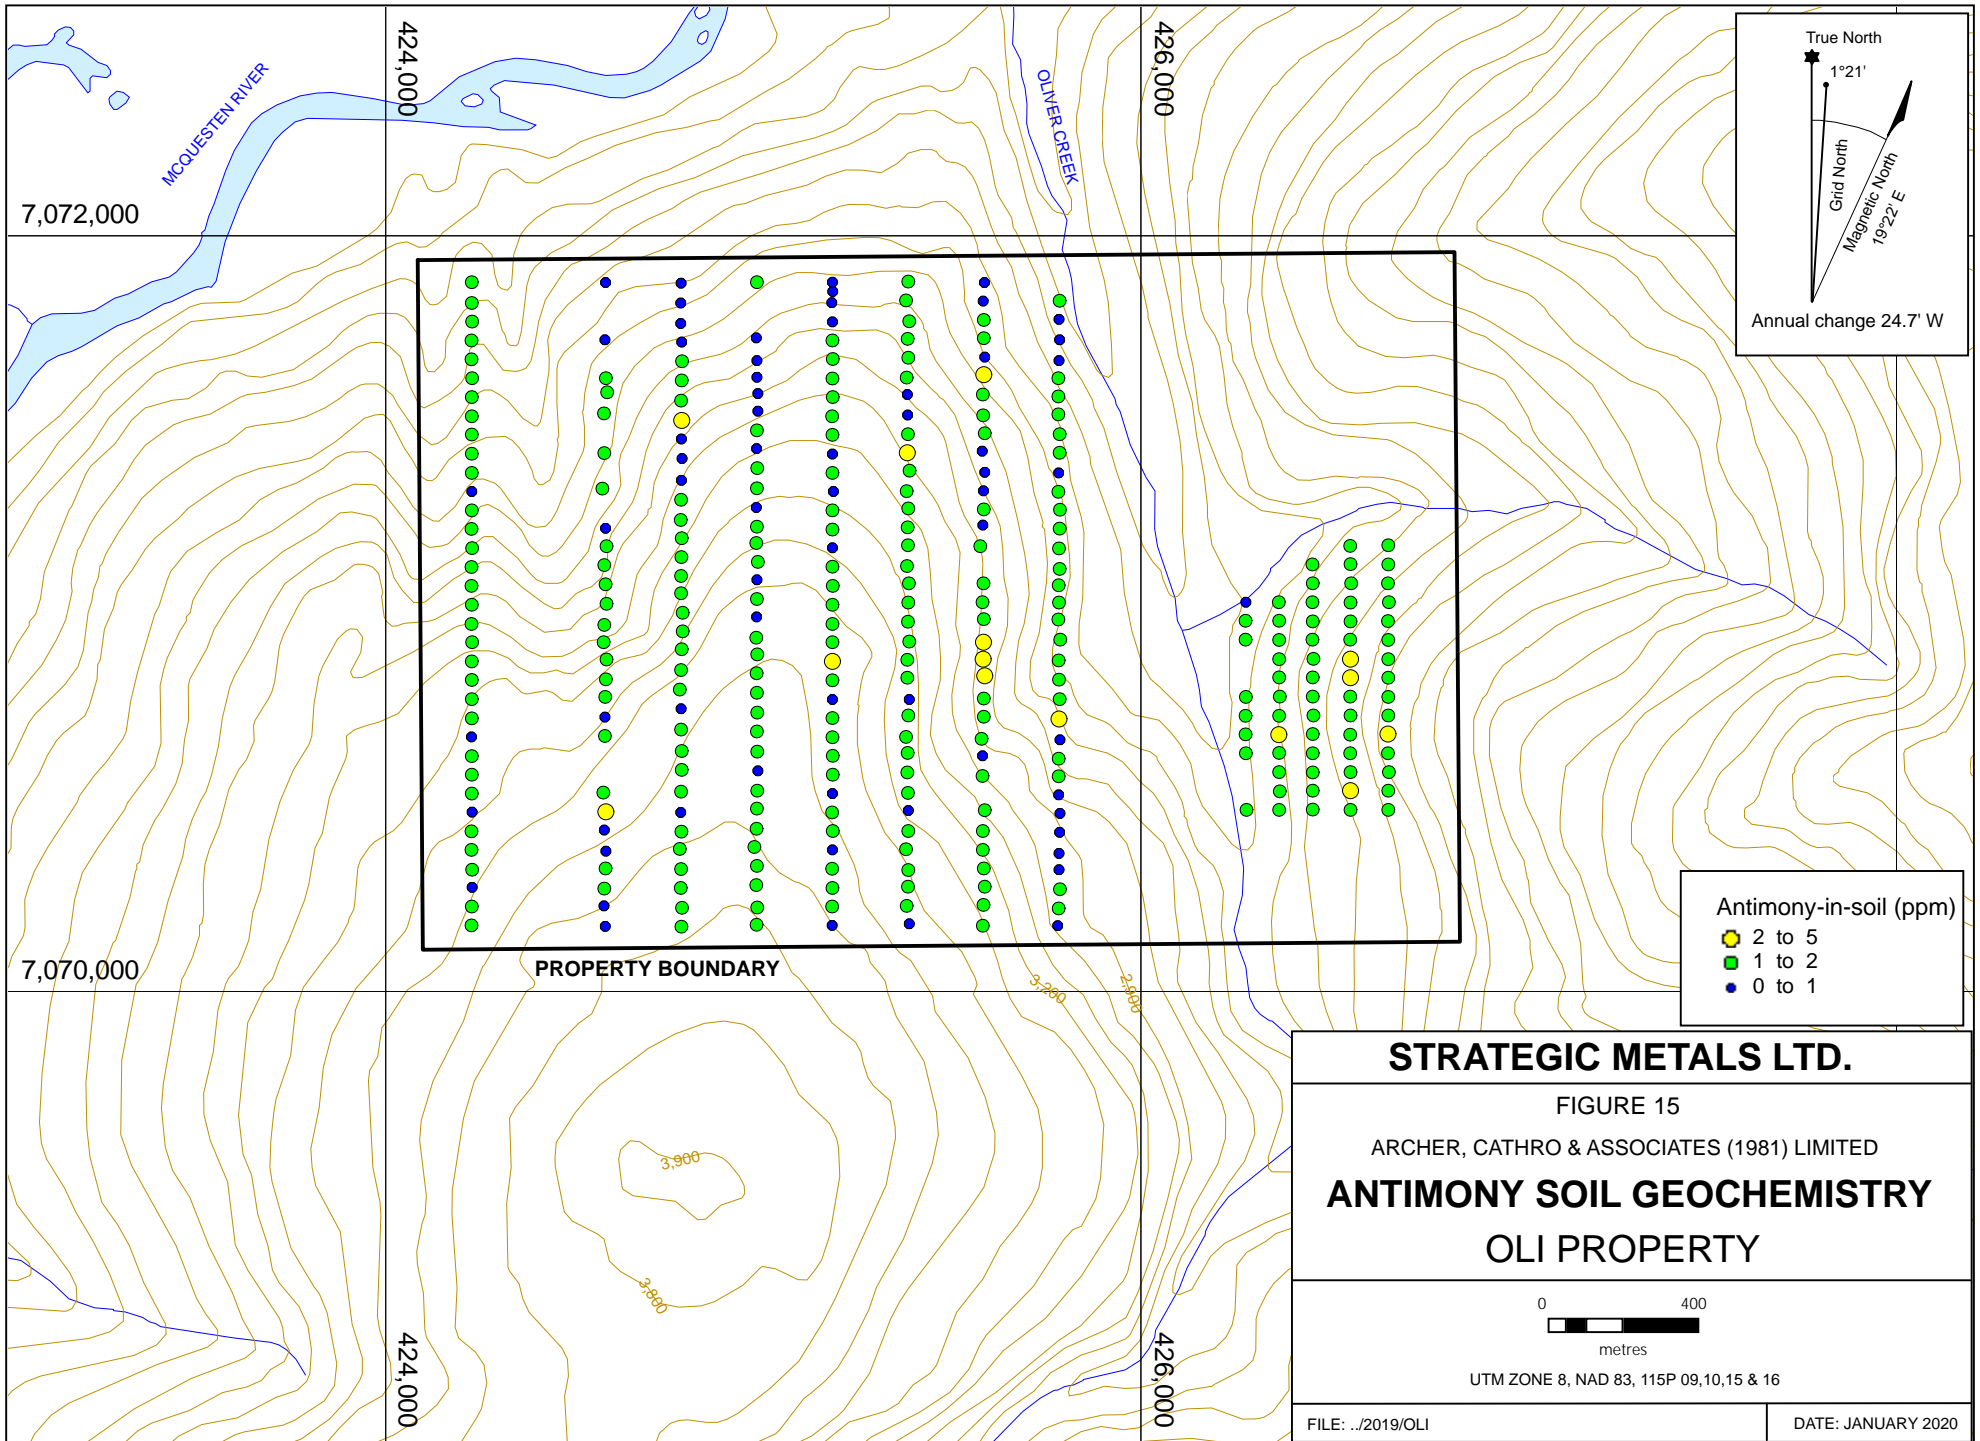 424,000
426,000
MCQUESTEN RIVER
OLIVER CREEK
True North
1°21'
Grid North
Magnetic North
19°22' E
Annual change 24.7' W
7,072,000
7,070,000
PROPERTY BOUNDARY
3,200
2,900
3,900
3,800
424,000
426,000
Antimony-in-soil (ppm)
2 to 5
1 to 2
0 to 1
STRATEGIC METALS LTD.
FIGURE 15
ARCHER, CATHRO & ASSOCIATES (1981) LIMITED
ANTIMONY SOIL GEOCHEMISTRY
OLI PROPERTY
0 400
metres
UTM ZONE 8, NAD 83, 115P 09,10,15 & 16
FILE: ../2019/OLI
DATE: JANUARY 2020